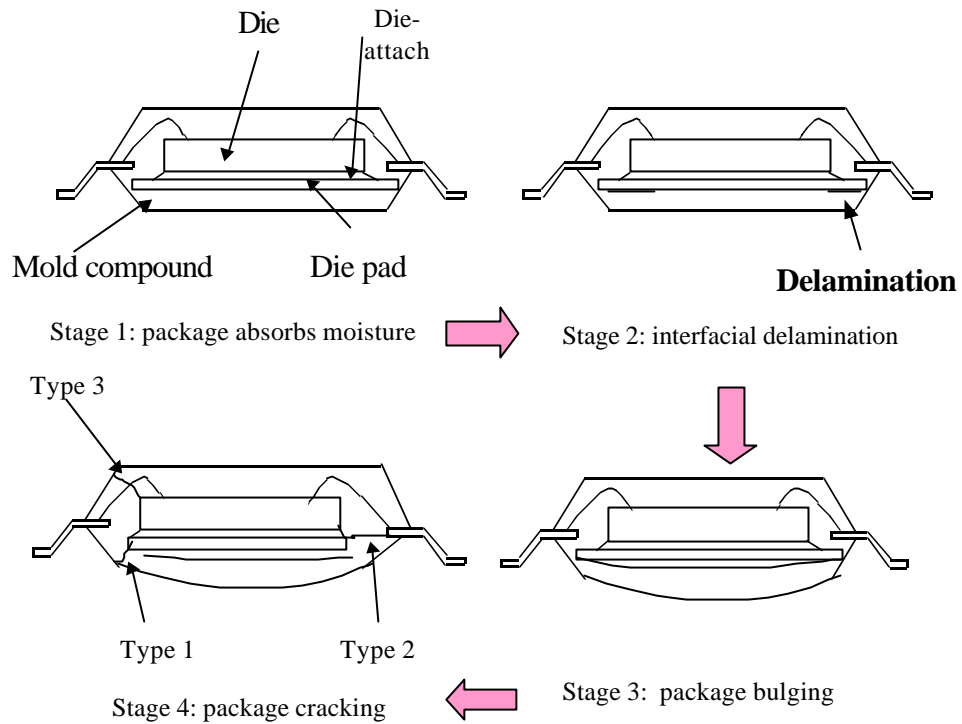 Die
Die-
attach
Mold compound
Die pad
Delamination
Stage 1: package absorbs moisture
Stage 2: interfacial delamination
Type 3
Type 1
Type 2
Stage 3: package bulging
Stage 4: package cracking